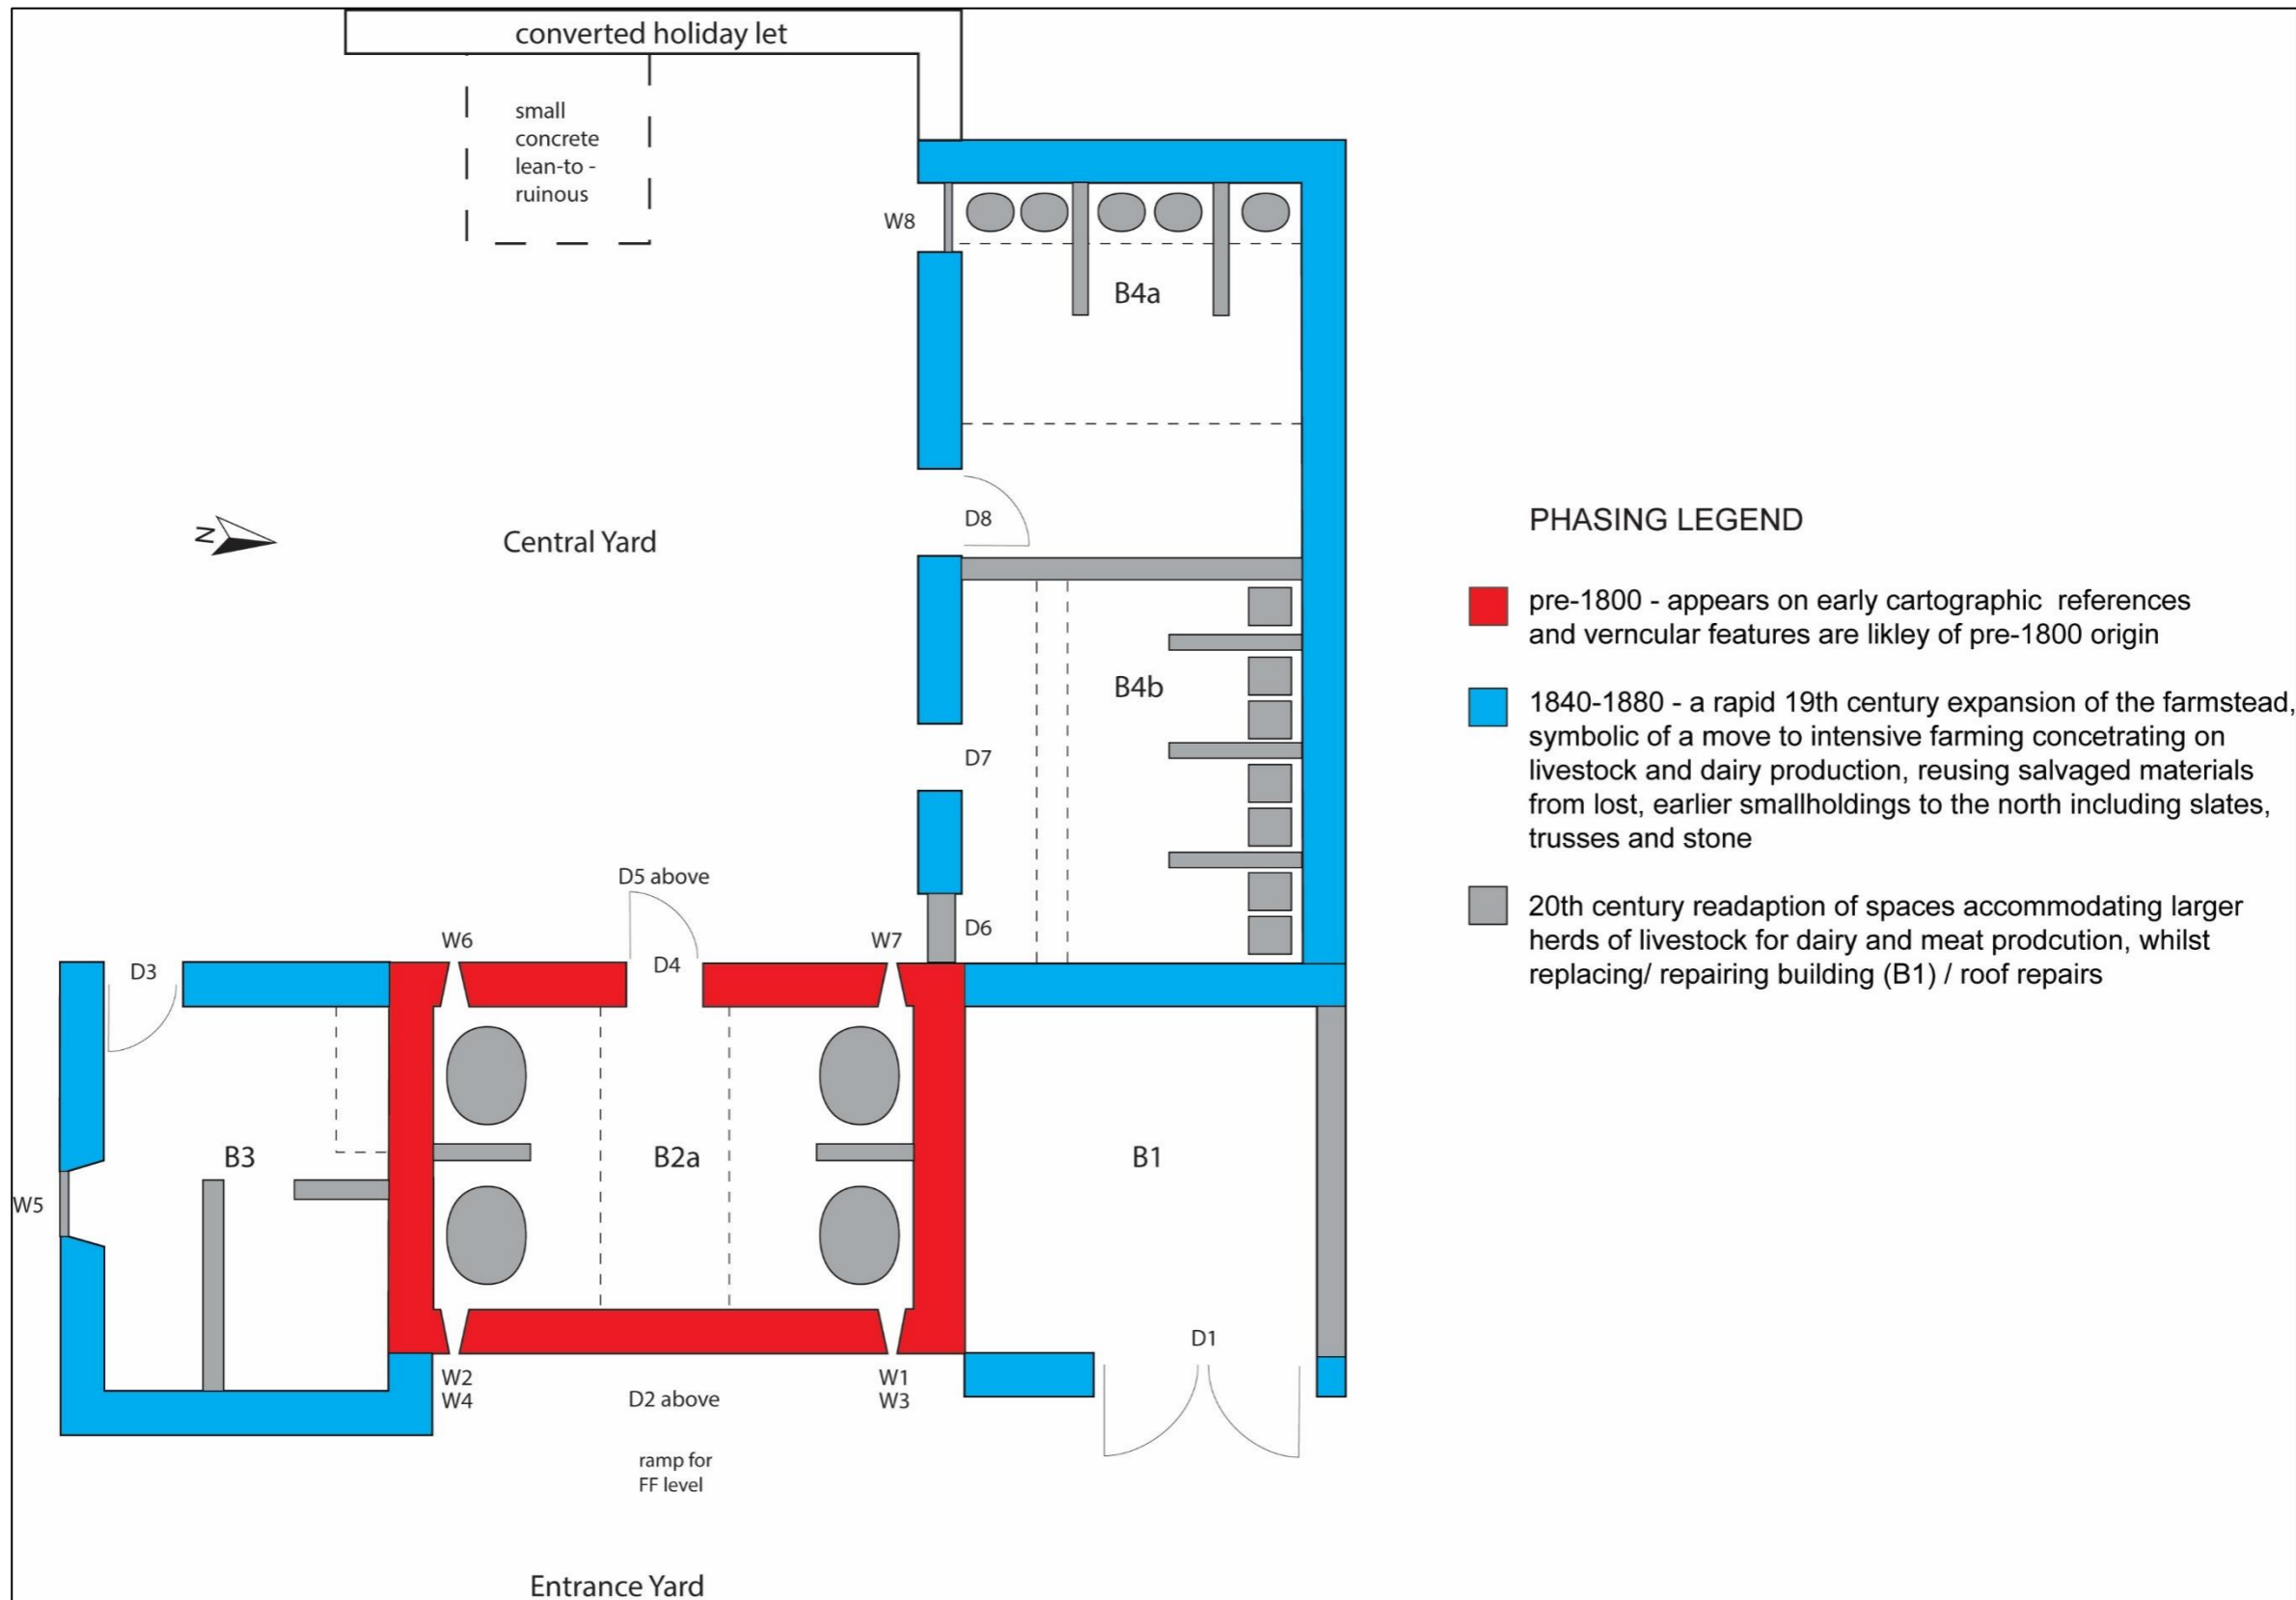 converted holiday let
small
concrete
lean-to -
ruinous
W8
B4a
N
Central Yard
D8
B4b
D7
D5 above
D6
W6
W7
D3
D4
B3
B2a
B1
W5
D1
W2
W4
D2 above
W1
W3
ramp for
FF level
Entrance Yard
PHASING LEGEND
pre-1800 - appears on early cartographic references
and verncular features are likley of pre-1800 origin
1840-1880 - a rapid 19th century expansion of the farmstead,
symbolic of a move to intensive farming concetrating on
livestock and dairy production, reusing salvaged materials
from lost, earlier smallholdings to the north including slates,
trusses and stone
20th century readaption of spaces accommodating larger
herds of livestock for dairy and meat prodcution, whilst
replacing/ repairing building (B1) / roof repairs